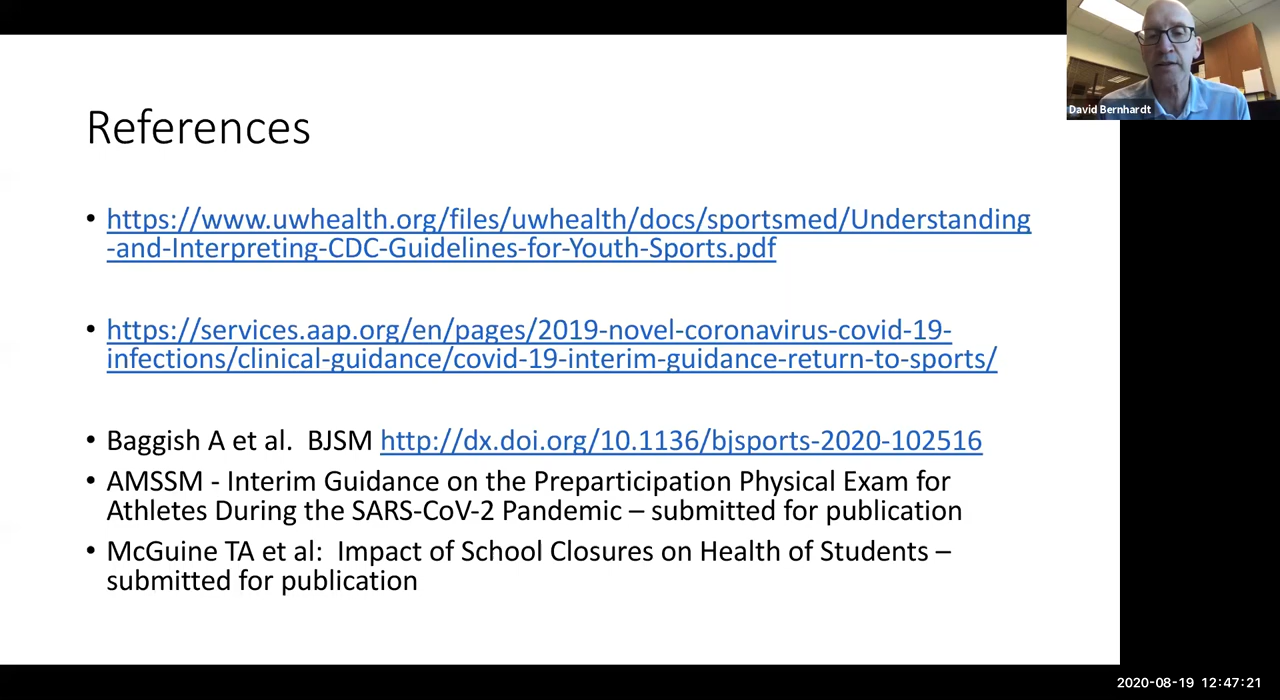 References
• https://www.uwhealth.org/files/uwhealth/docs/sportsmed/Understanding
-and-Interpreting-CDC-Guidelines-for-Youth-Sports.pdf
• https://services.aap.org/en/pages/2019-novel-coronavirus-covid-19-
infections/clinical-guidance/covid-19-interim-guidance-return-to-sports/
• Baggish A et al.  BJSM http://dx.doi.org/10.1136/bjsports-2020-102516
• AMSSM - Interim Guidance on the Preparticipation Physical Exam for
Athletes During the SARS-CoV-2 Pandemic – submitted for publication
• McGuine TA et al:  Impact of School Closures on Health of Students –
submitted for publication
David Bernhardt
2020-08-19 12:47:21